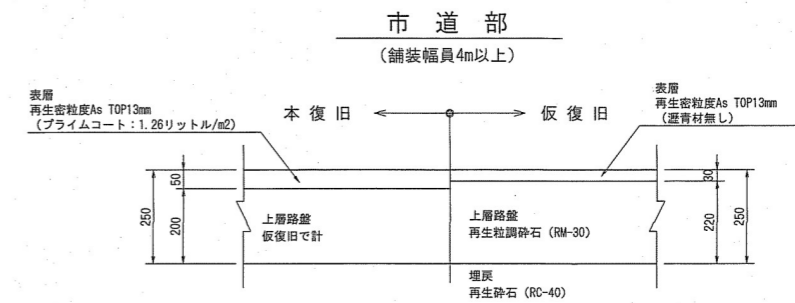 市道部
(舗装幅員4m以上)
表層
再生密粒度As TOP13mm
(プライムコート:1.26リットル/m2)
本復旧
仮復旧
表層
再生密粒度As TOP13mm
(瀝青材無し)
250
50
200
上層路盤
仮復旧で計
上層路盤
再生粒調砕石 (RM-30)
30
220
250
埋戻
再生砕石 (RC-40)